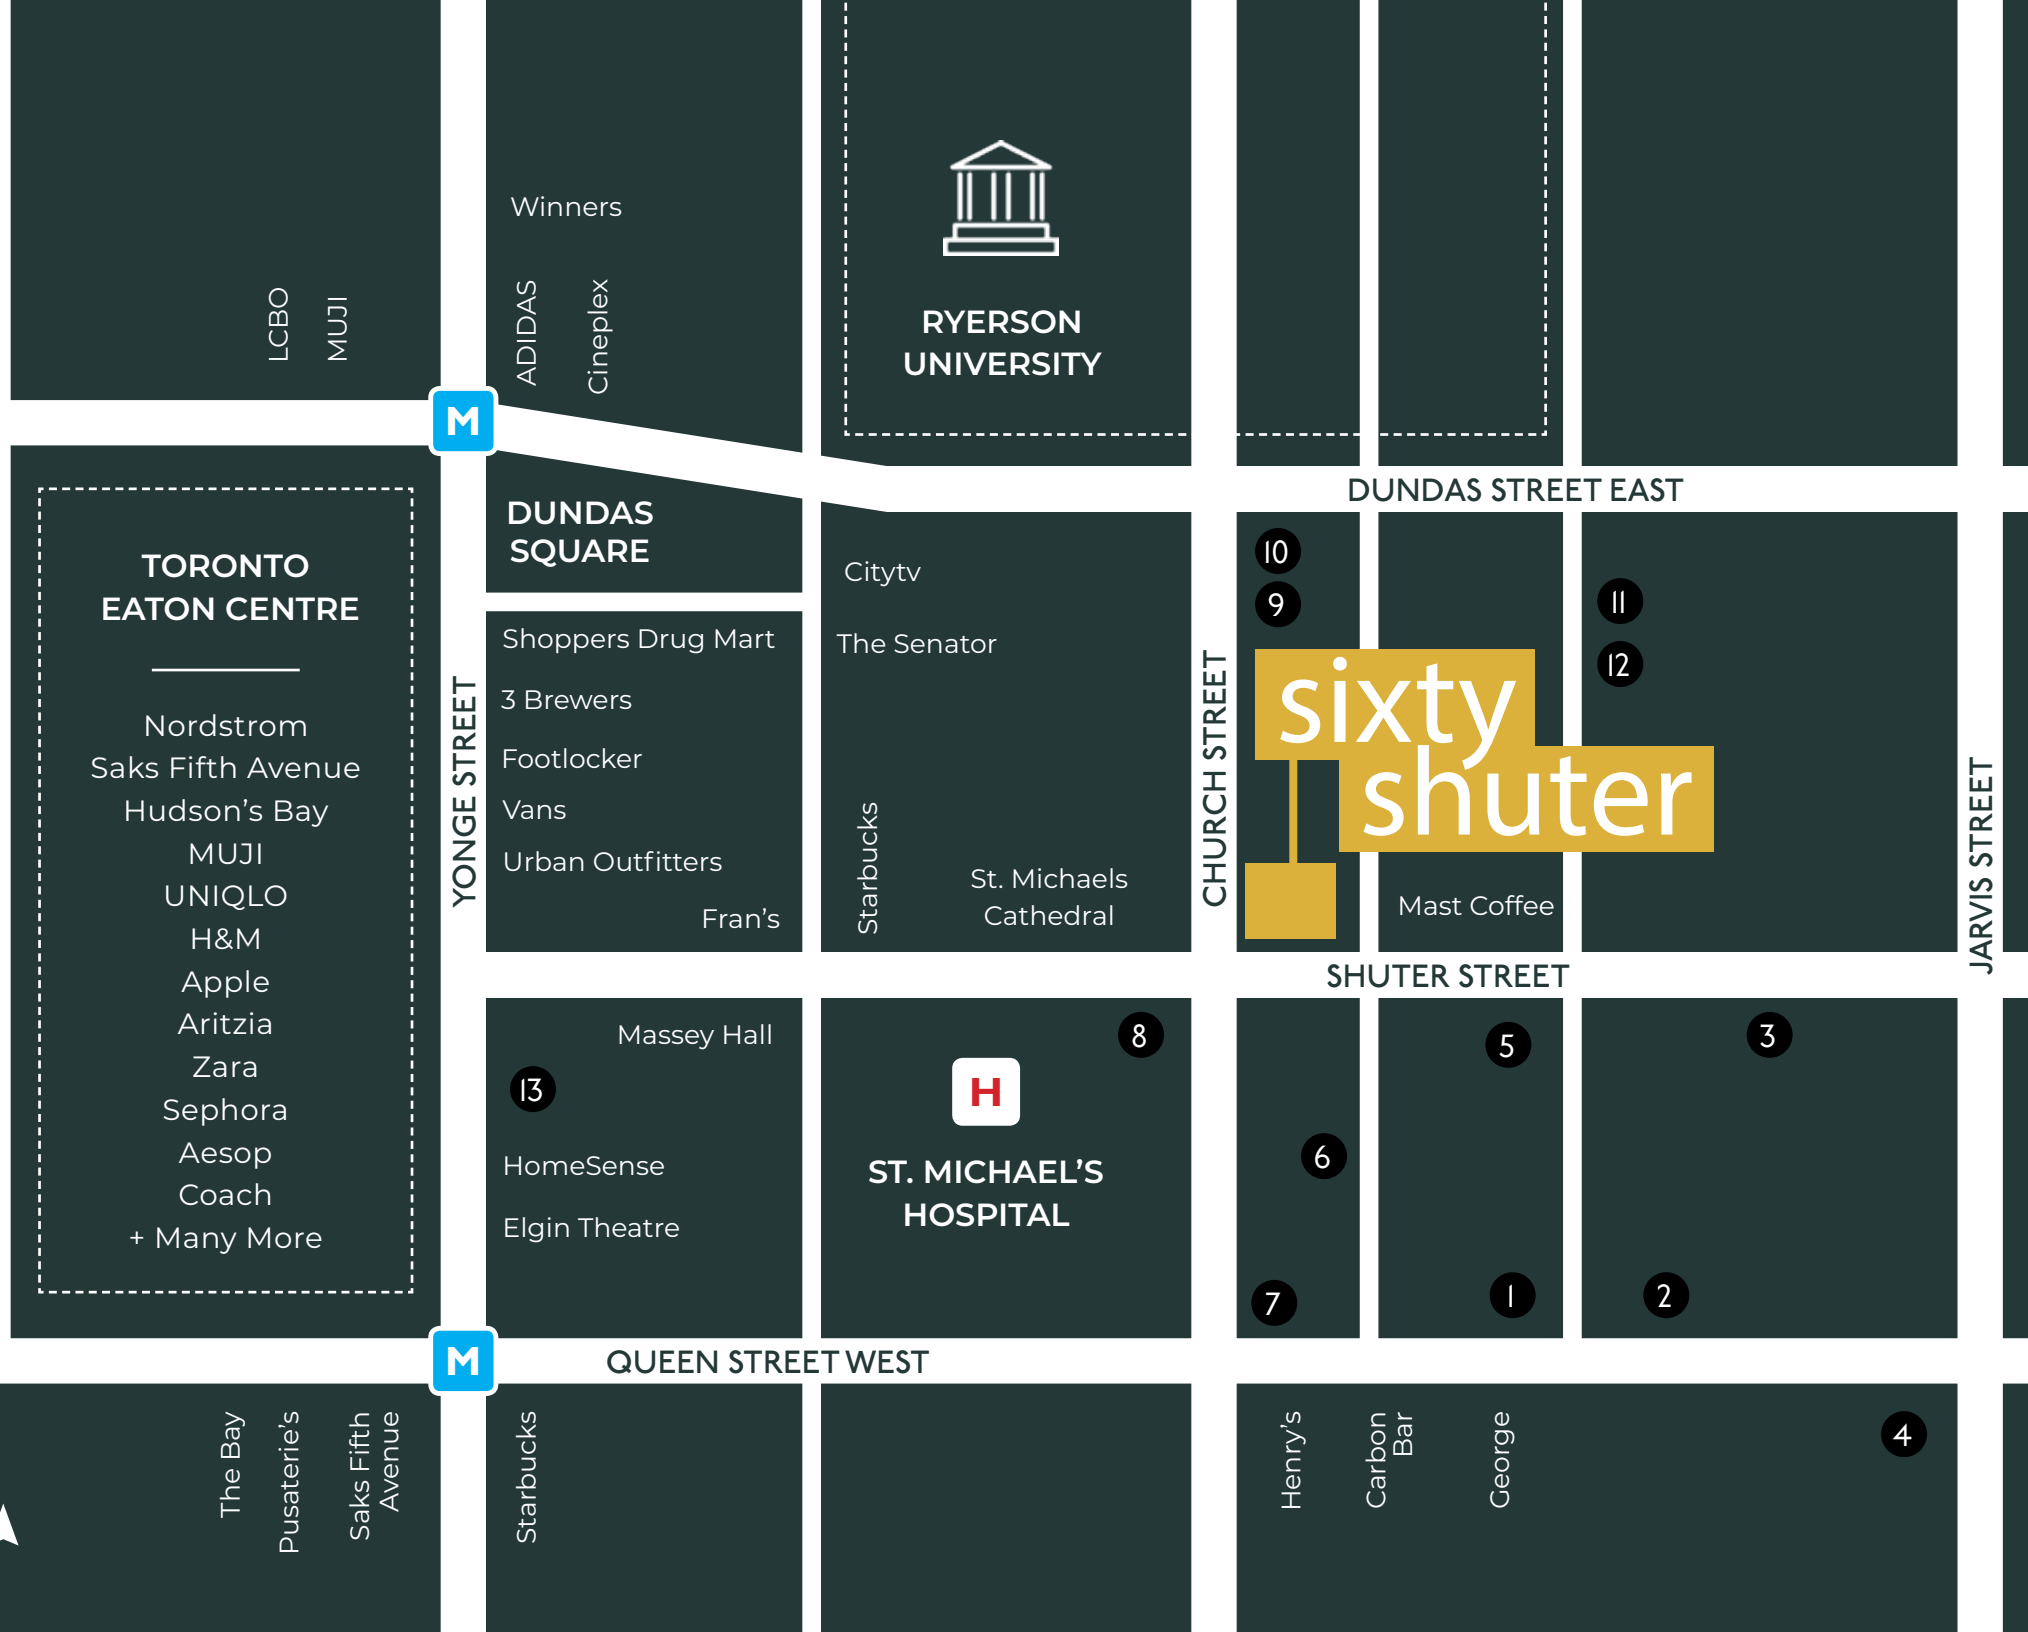 Winners
LCBO
MUJI
ADIDAS
Cineplex
RYERSON
UNIVERSITY
M
DUNDAS STREET EAST
DUNDAS
SQUARE
TORONTO
EATON CENTRE
Nordstrom
Saks Fifth Avenue
Hudson's Bay
MUJI
UNIQLO
H&M
Apple
Aritzia
Zara
Sephora
Aesop
Coach
+ Many More
YONGE STREET
Shoppers Drug Mart
3 Brewers
Footlocker
Vans
Urban Outfitters
Fran's
Citytv
The Senator
Starbucks
St. Michaels
Cathedral
CHURCH STREET
10
9
11
12
sixty
shuter
Mast Coffee
JARVIS STREET
SHUTER STREET
Massey Hall
13
HomeSense
Elgin Theatre
8
H
ST. MICHAEL'S
HOSPITAL
5
3
6
7
1
2
M
QUEEN STREET WEST
The Bay
Pusaterie's
Saks Fifth
Avenue
Starbucks
Henry's
Carbon
Bar
George
4